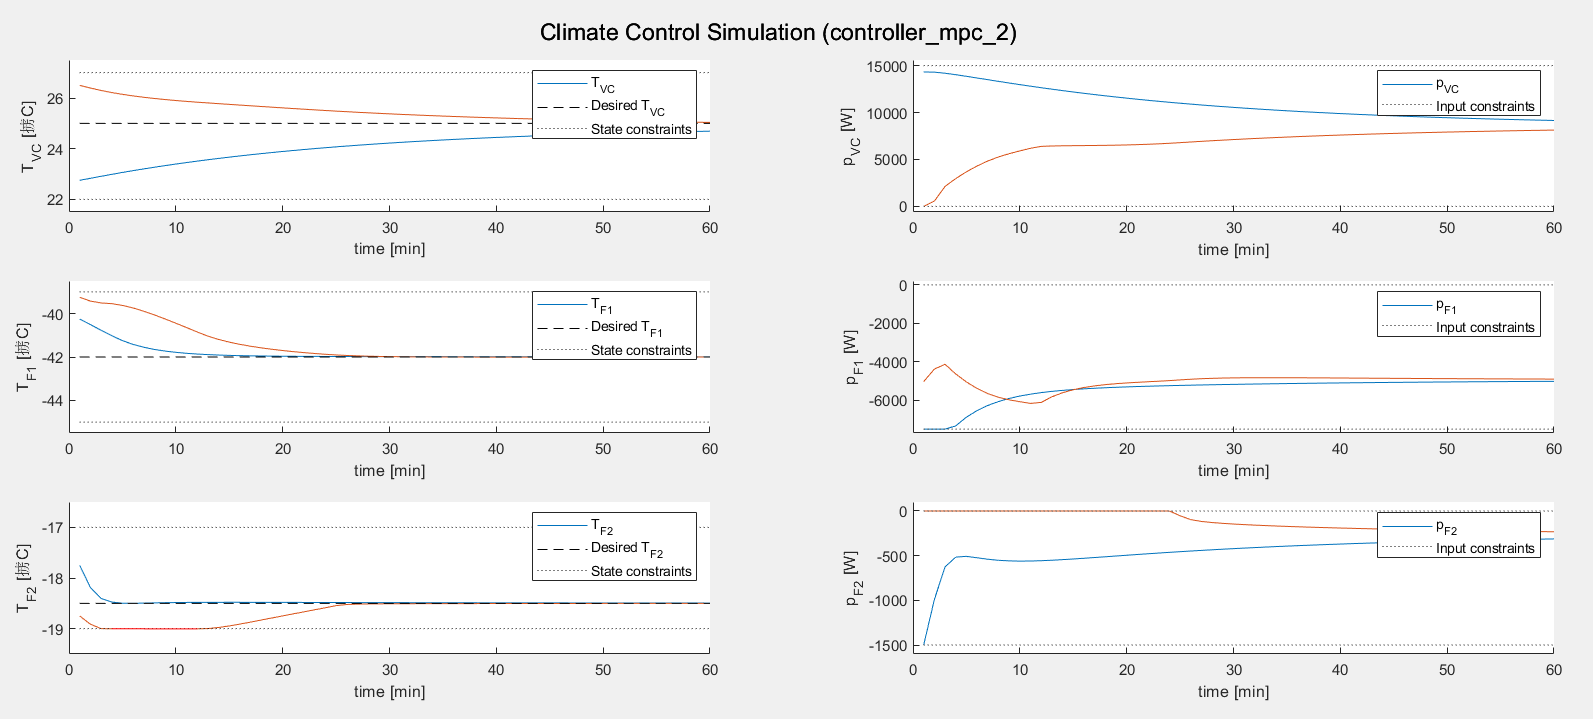 Climate Control Simulation (controller_mpc_2)
T_VC [掳C]
26
24
22
0 10 20 30 40 50 60
time [min]
T_VC
Desired T_VC
State constraints
p_VC [W]
15000
10000
5000
0
0 10 20 30 40 50 60
time [min]
p_VC
Input constraints
T_F1 [掳C]
-40
-42
-44
0 10 20 30 40 50 60
time [min]
T_F1
Desired T_F1
State constraints
p_F1 [W]
0
-2000
-4000
-6000
0 10 20 30 40 50 60
time [min]
p_F1
Input constraints
T_F2 [掳C]
-17
-18
-19
0 10 20 30 40 50 60
time [min]
T_F2
Desired T_F2
State constraints
p_F2 [W]
0
-500
-1000
-1500
0 10 20 30 40 50 60
time [min]
p_F2
Input constraints